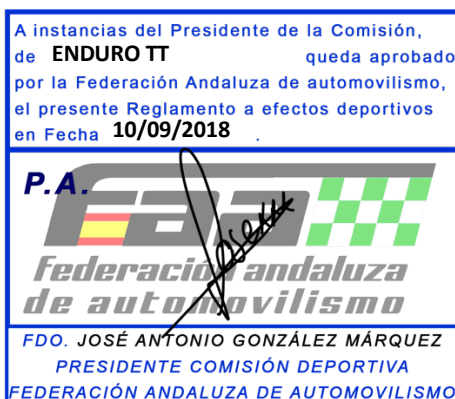 A instancias del Presidente de la Comisión,
de ENDURO TT queda aprobado
por la Federación Andaluza de automovilismo,
el presente Reglamento a efectos deportivos
en Fecha 10/09/2018 .
P.A.
FAA
federación andaluza
de automovilismo
FDO. JOSÉ ANTONIO GONZÁLEZ MÁRQUEZ
PRESIDENTE COMISIÓN DEPORTIVA
FEDERACIÓN ANDALUZA DE AUTOMOVILISMO